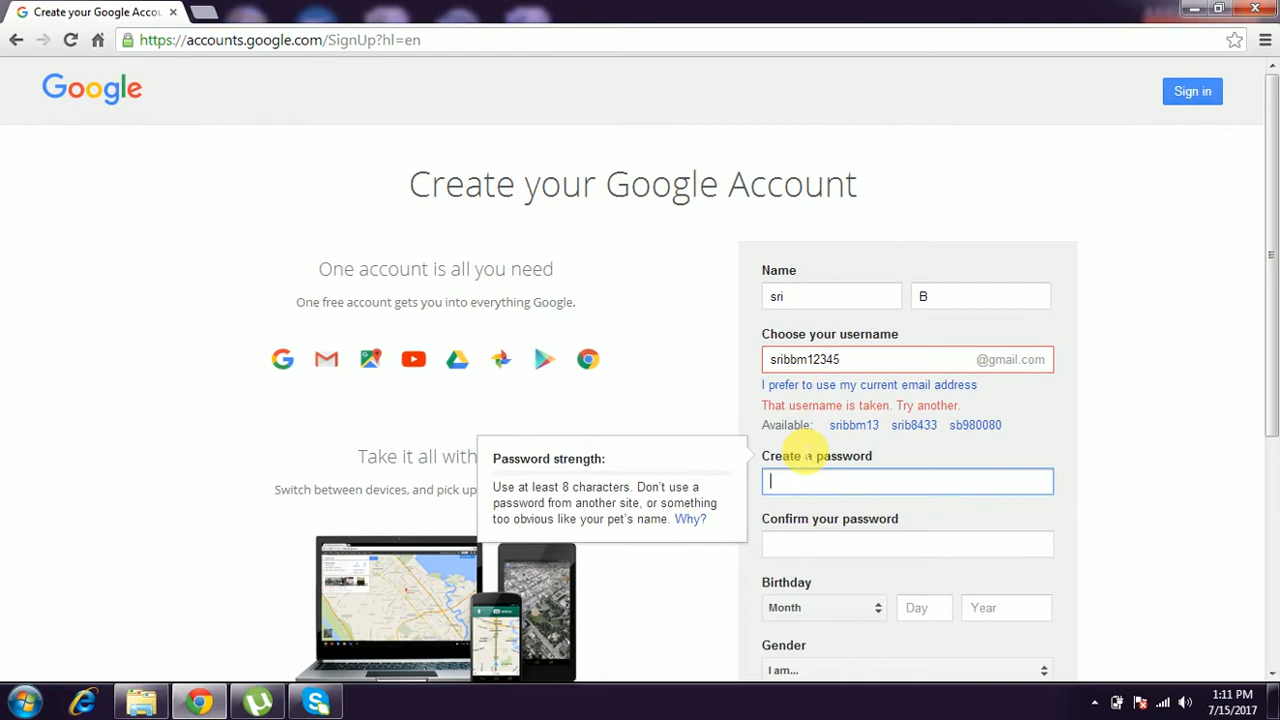 Create your Google Accou
https://accounts.google.com/SignUp?hl=en
Google
Sign in
Create your Google Account
One account is all you need
One free account gets you into everything Google.
Take it all with
Switch between devices, and pick up
Name
sri B
Choose your username
sribbm12345 @gmail.com
I prefer to use my current email address
That username is taken. Try another.
Available: sribbm13 srib8433 sb980080
Create a password
Password strength:
Use at least 8 characters. Don't use a
password from another site, or something
too obvious like your pet's name. Why?
Confirm your password
Birthday
Month Day Year
Gender
I am...
1:11 PM
7/15/2017